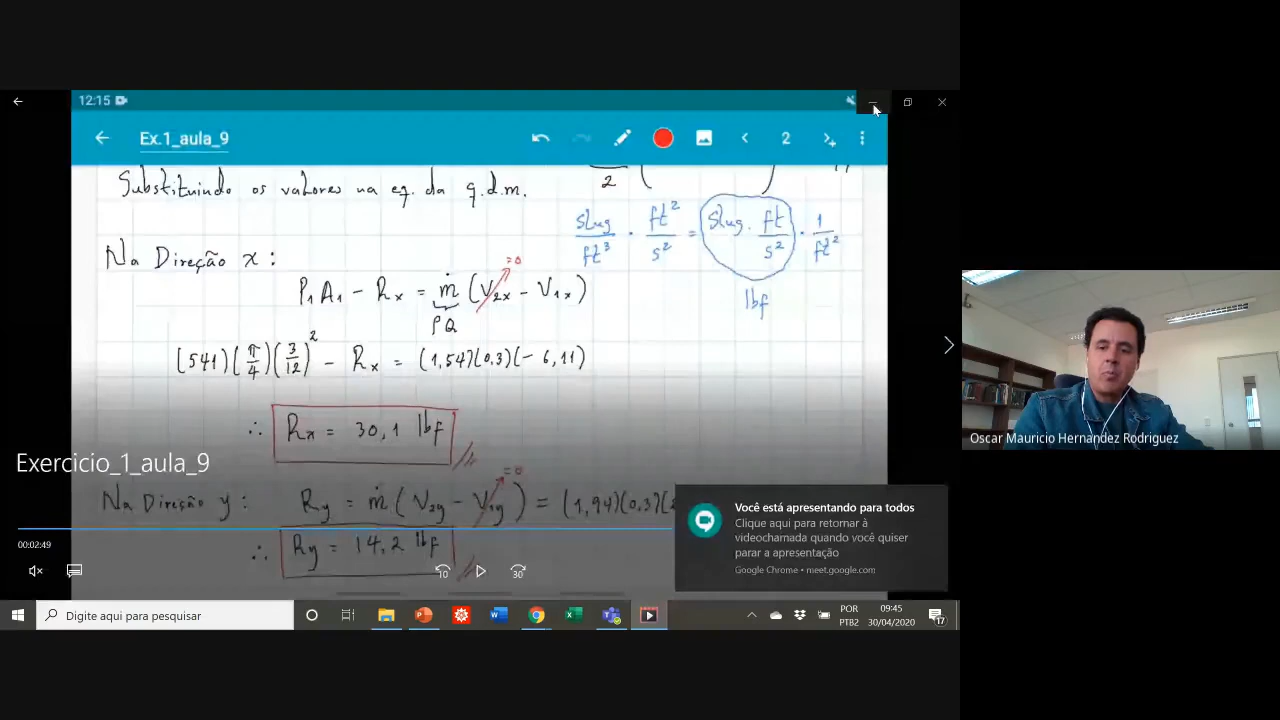 12:15
Ex.1_aula_9
2
Substituindo os valores na eq. da q.d.m.
2 ( )
slug/ft³ · ft²/s² = slug. ft/s² · 1/ft²
lbf
Na Direção x:
=0
P₁A₁ - Rx = ṁ (V₂x - V₁x)
ρQ
(541)(π/4)(3/12)² - Rx = (1,54)(0,3)(-6,11)
∴ Rx = 30,1 lbf
Exercicio_1_aula_9
=0
Na Direção y: Ry = ṁ (V₂y - V₁y) = (1,94)(0,3)(
∴ Ry = 14,2 lbf
00:02:49
10
30
Você está apresentando para todos
Clique aqui para retornar à
videochamada quando você quiser
parar a apresentação
Google Chrome • meet.google.com
Oscar Mauricio Hernandez Rodriguez
Digite aqui para pesquisar
POR
PTB2
09:45
30/04/2020
17